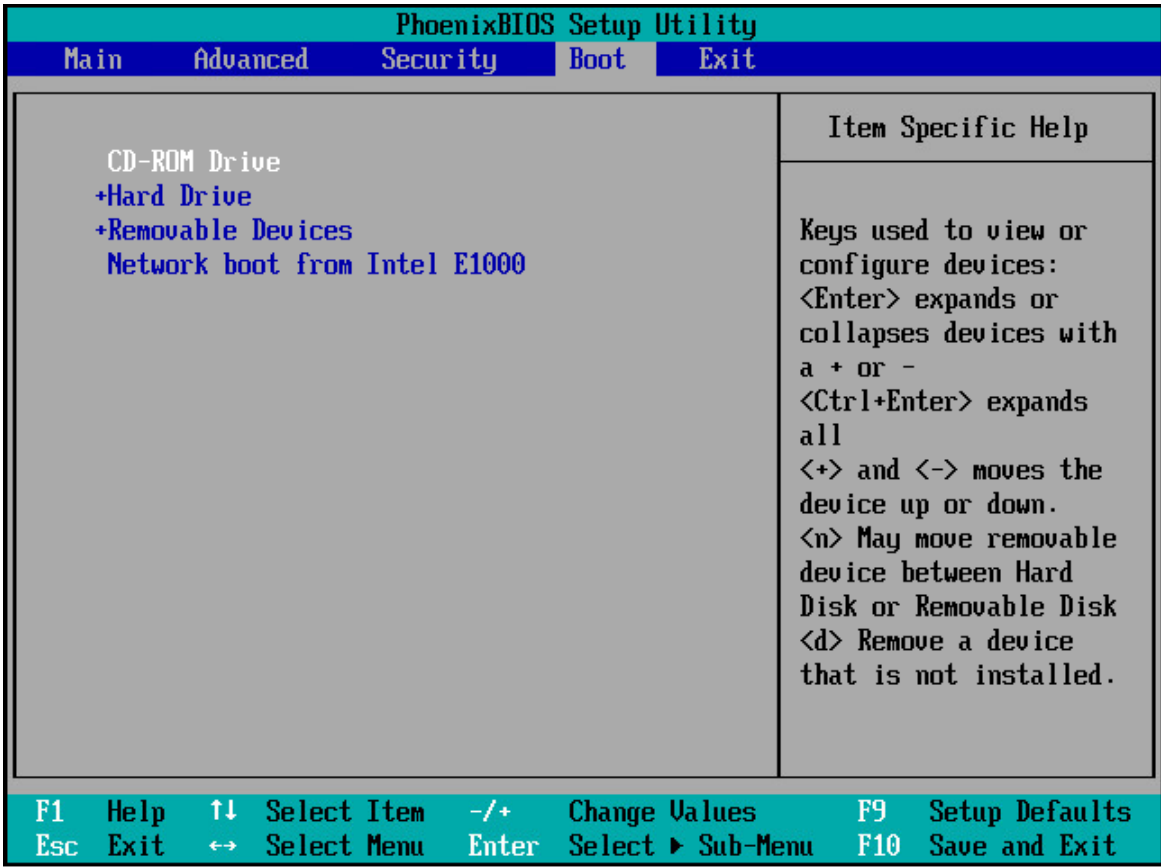 PhoenixBIOS Setup Utility
Main Advanced Security Boot Exit
CD-ROM Drive
+Hard Drive
+Removable Devices
Network boot from Intel E1000
Item Specific Help
Keys used to view or
configure devices:
<Enter> expands or
collapses devices with
a + or -
<Ctrl+Enter> expands
all
<+> and <-> moves the
device up or down.
<n> May move removable
device between Hard
Disk or Removable Disk
<d> Remove a device
that is not installed.
F1 Help ↑↓ Select Item -/+ Change Values F9 Setup Defaults
Esc Exit ↔ Select Menu Enter Select ▶ Sub-Menu F10 Save and Exit